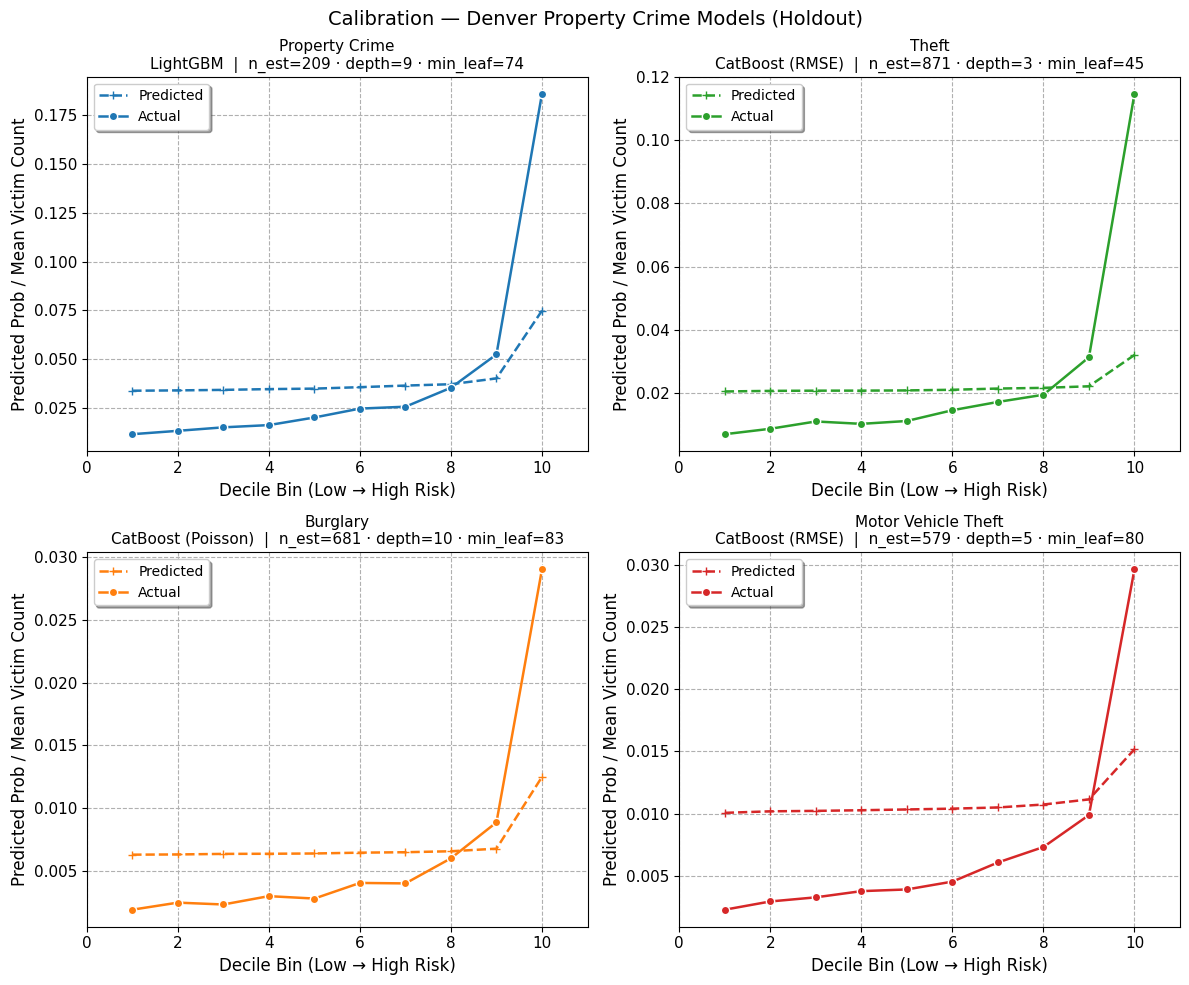 Calibration — Denver Property Crime Models (Holdout)
Property Crime
LightGBM | n_est=209 · depth=9 · min_leaf=74
Predicted
Actual
Predicted Prob / Mean Victim Count
0.175
0.150
0.125
0.100
0.075
0.050
0.025
0 2 4 6 8 10
Decile Bin (Low → High Risk)
Theft
CatBoost (RMSE) | n_est=871 · depth=3 · min_leaf=45
Predicted
Actual
Predicted Prob / Mean Victim Count
0.12
0.10
0.08
0.06
0.04
0.02
0 2 4 6 8 10
Decile Bin (Low → High Risk)
Burglary
CatBoost (Poisson) | n_est=681 · depth=10 · min_leaf=83
Predicted
Actual
Predicted Prob / Mean Victim Count
0.030
0.025
0.020
0.015
0.010
0.005
0 2 4 6 8 10
Decile Bin (Low → High Risk)
Motor Vehicle Theft
CatBoost (RMSE) | n_est=579 · depth=5 · min_leaf=80
Predicted
Actual
Predicted Prob / Mean Victim Count
0.030
0.025
0.020
0.015
0.010
0.005
0 2 4 6 8 10
Decile Bin (Low → High Risk)